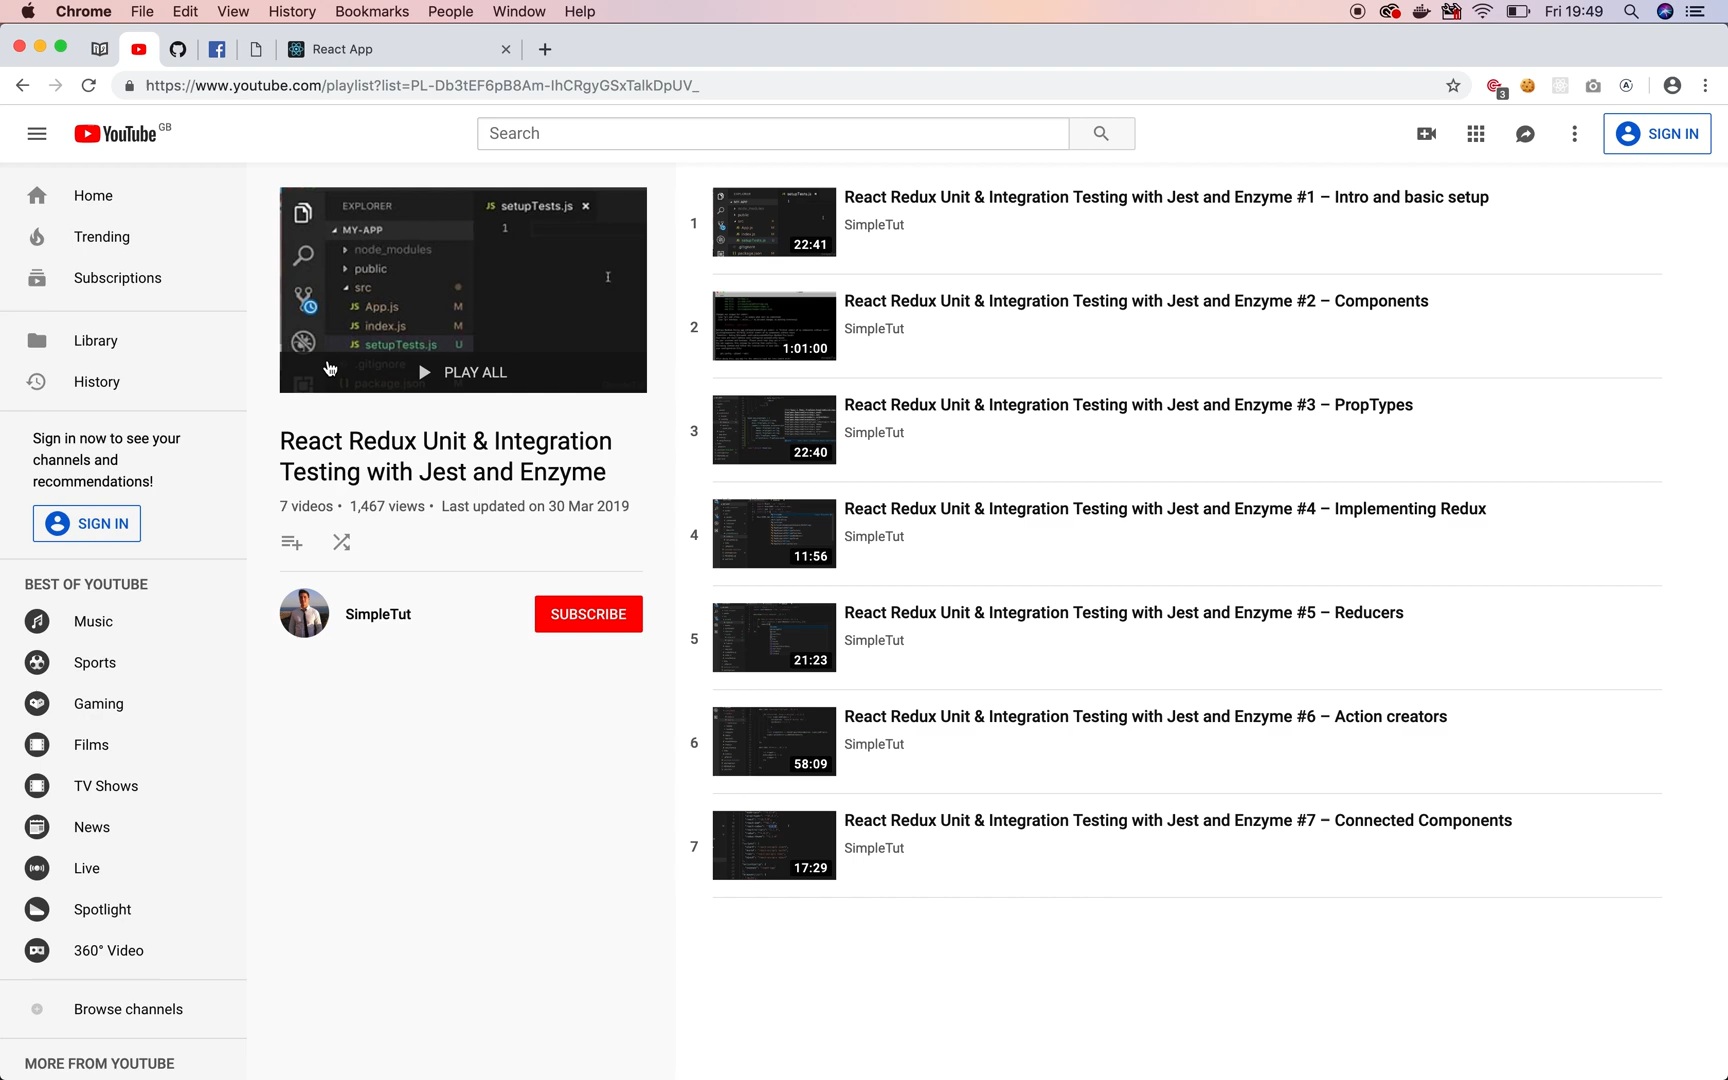 Chrome File Edit View History Bookmarks People Window Help Fri 19:49
React App
https://www.youtube.com/playlist?list=PL-Db3tEF6pB8Am-IhCRgyGSxTalkDpUV_
3
YouTube GB
Search
SIGN IN
Home
Trending
Subscriptions
Library
History
Sign in now to see your
channels and
recommendations!
SIGN IN
BEST OF YOUTUBE
Music
Sports
Gaming
Films
TV Shows
News
Live
Spotlight
360° Video
Browse channels
MORE FROM YOUTUBE
EXPLORER JS setupTests.js ×
MY-APP 1
node_modules
public
src
JS App.js M
JS index.js M
JS setupTests.js U
.gitignore
package.json
PLAY ALL
React Redux Unit & Integration
Testing with Jest and Enzyme
7 videos • 1,467 views • Last updated on 30 Mar 2019
SimpleTut
SUBSCRIBE
1
22:41
React Redux Unit & Integration Testing with Jest and Enzyme #1 – Intro and basic setup
SimpleTut
2
1:01:00
React Redux Unit & Integration Testing with Jest and Enzyme #2 – Components
SimpleTut
3
22:40
React Redux Unit & Integration Testing with Jest and Enzyme #3 – PropTypes
SimpleTut
4
11:56
React Redux Unit & Integration Testing with Jest and Enzyme #4 – Implementing Redux
SimpleTut
5
21:23
React Redux Unit & Integration Testing with Jest and Enzyme #5 – Reducers
SimpleTut
6
58:09
React Redux Unit & Integration Testing with Jest and Enzyme #6 – Action creators
SimpleTut
7
17:29
React Redux Unit & Integration Testing with Jest and Enzyme #7 – Connected Components
SimpleTut